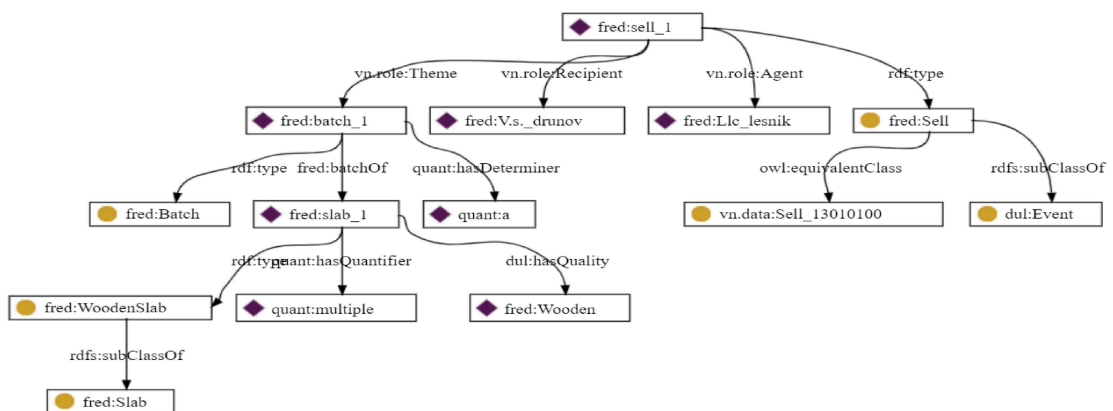 fred:sell_1
vn.role:Theme vn.role:Recipient vn.role:Agent rdf:type
fred:batch_1 fred:V.s._drunov fred:Llc_lesnik fred:Sell
rdf:type fred:batchOf quant:hasDeterminer owl:equivalentClass rdfs:subClassOf
fred:Batch fred:slab_1 quant:a vn.data:Sell_13010100 dul:Event
rdf:type quant:hasQuantifier dul:hasQuality
fred:WoodenSlab quant:multiple fred:Wooden
rdfs:subClassOf
fred:Slab